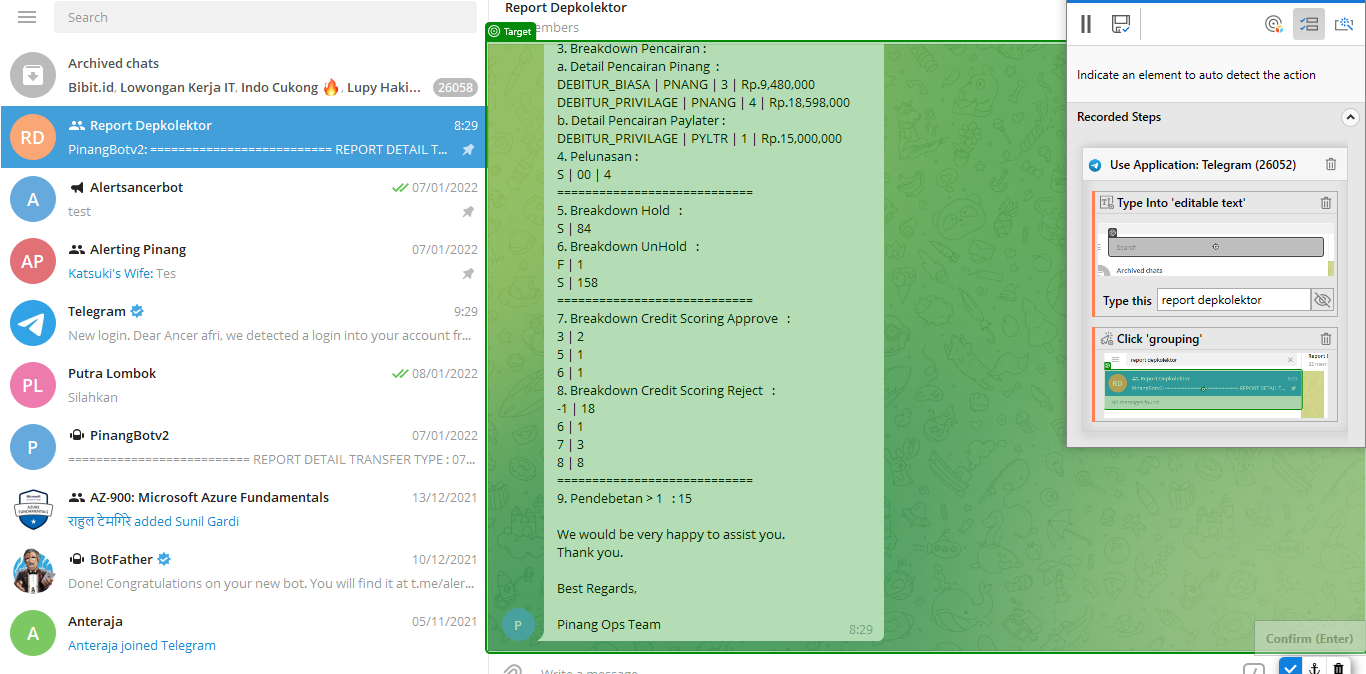 Search
Archived chats
Bibit.id, Lowongan Kerja IT, Indo Cukong 🔥, Lupy Haki...
26058
RD
Report Depkolektor
8:29
PinangBotv2: ========================== REPORT DETAIL T...
A
Alertsancerbot
07/01/2022
test
AP
Alerting Pinang
07/01/2022
Katsuki's Wife: Tes
Telegram
9:29
New login. Dear Ancer afri, we detected a login into your account fr...
PL
Putra Lombok
08/01/2022
Silahkan
P
PinangBotv2
07/01/2022
========================== REPORT DETAIL TRANSFER TYPE : 07...
AZ-900: Microsoft Azure Fundamentals
13/12/2021
राहुल टेमगिरे added Sunil Gardi
BotFather
10/12/2021
Done! Congratulations on your new bot. You will find it at t.me/aler...
A
Anteraja
05/11/2021
Anteraja joined Telegram
Report Depkolektor
embers
Target
3. Breakdown Pencairan :
a. Detail Pencairan Pinang :
DEBITUR_BIASA | PNANG | 3 | Rp.9,480,000
DEBITUR_PRIVILAGE | PNANG | 4 | Rp.18,598,000
b. Detail Pencairan Paylater :
DEBITUR_PRIVILAGE | PYLTR | 1 | Rp.15,000,000
4. Pelunasan :
S | 00 | 4
============================
5. Breakdown Hold :
S | 84
6. Breakdown UnHold :
F | 1
S | 158
============================
7. Breakdown Credit Scoring Approve :
3 | 2
5 | 1
6 | 1
8. Breakdown Credit Scoring Reject :
-1 | 18
6 | 1
7 | 3
8 | 8
============================
9. Pendebetan > 1 : 15
We would be very happy to assist you.
Thank you.
Best Regards,
Pinang Ops Team
P
8:29
Write a message
Indicate an element to auto detect the action
Recorded Steps
Use Application: Telegram (26052)
Type Into 'editable text'
Search
Archived chats
Type this
report depkolektor
Click 'grouping'
report depkolektor
RD
Report Depkolektor
No messages found
Confirm (Enter)